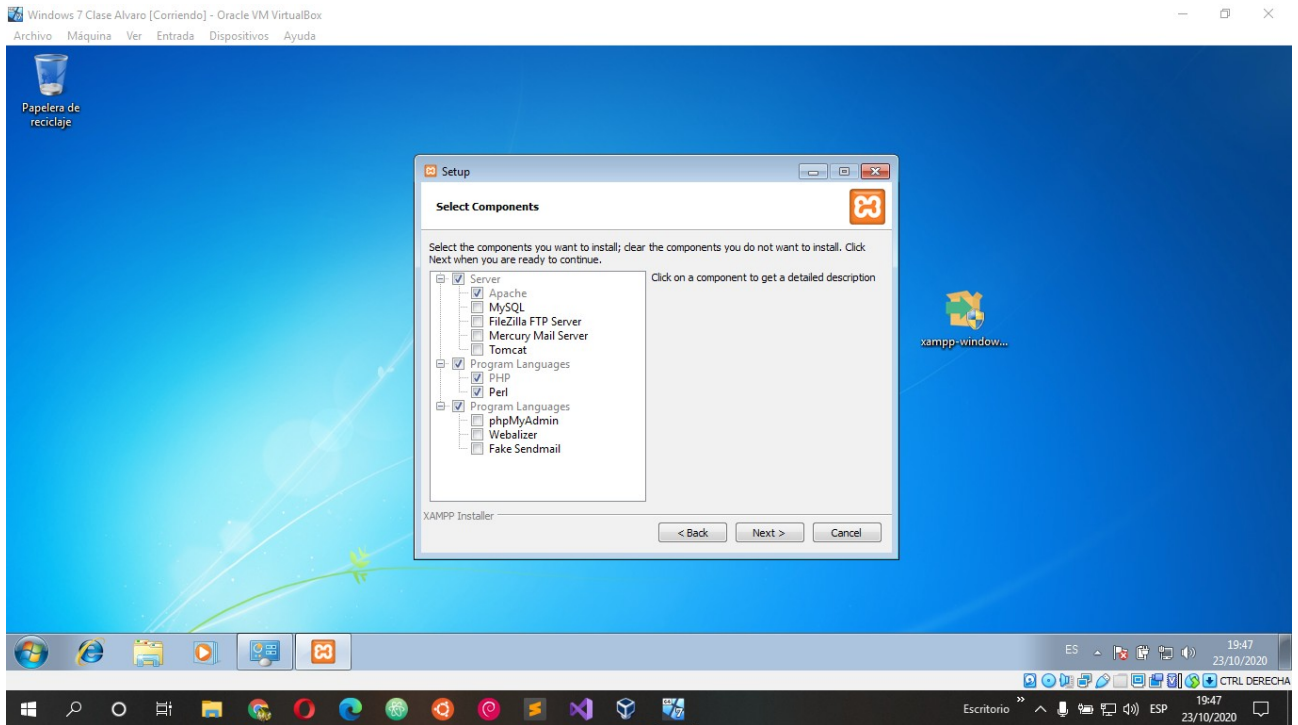 Windows 7 Clase Alvaro [Corriendo] - Oracle VM VirtualBox
Archivo Máquina Ver Entrada Dispositivos Ayuda
Papelera de
reciclaje
Setup
Select Components
Select the components you want to install; clear the components you do not want to install. Click
Next when you are ready to continue.
Server
Apache
MySQL
FileZilla FTP Server
Mercury Mail Server
Tomcat
Program Languages
PHP
Perl
Program Languages
phpMyAdmin
Webalizer
Fake Sendmail
Click on a component to get a detailed description
XAMPP Installer
< Back Next > Cancel
xampp-window...
ES 19:47
23/10/2020
CTRL DERECHA
Escritorio ESP 19:47
23/10/2020